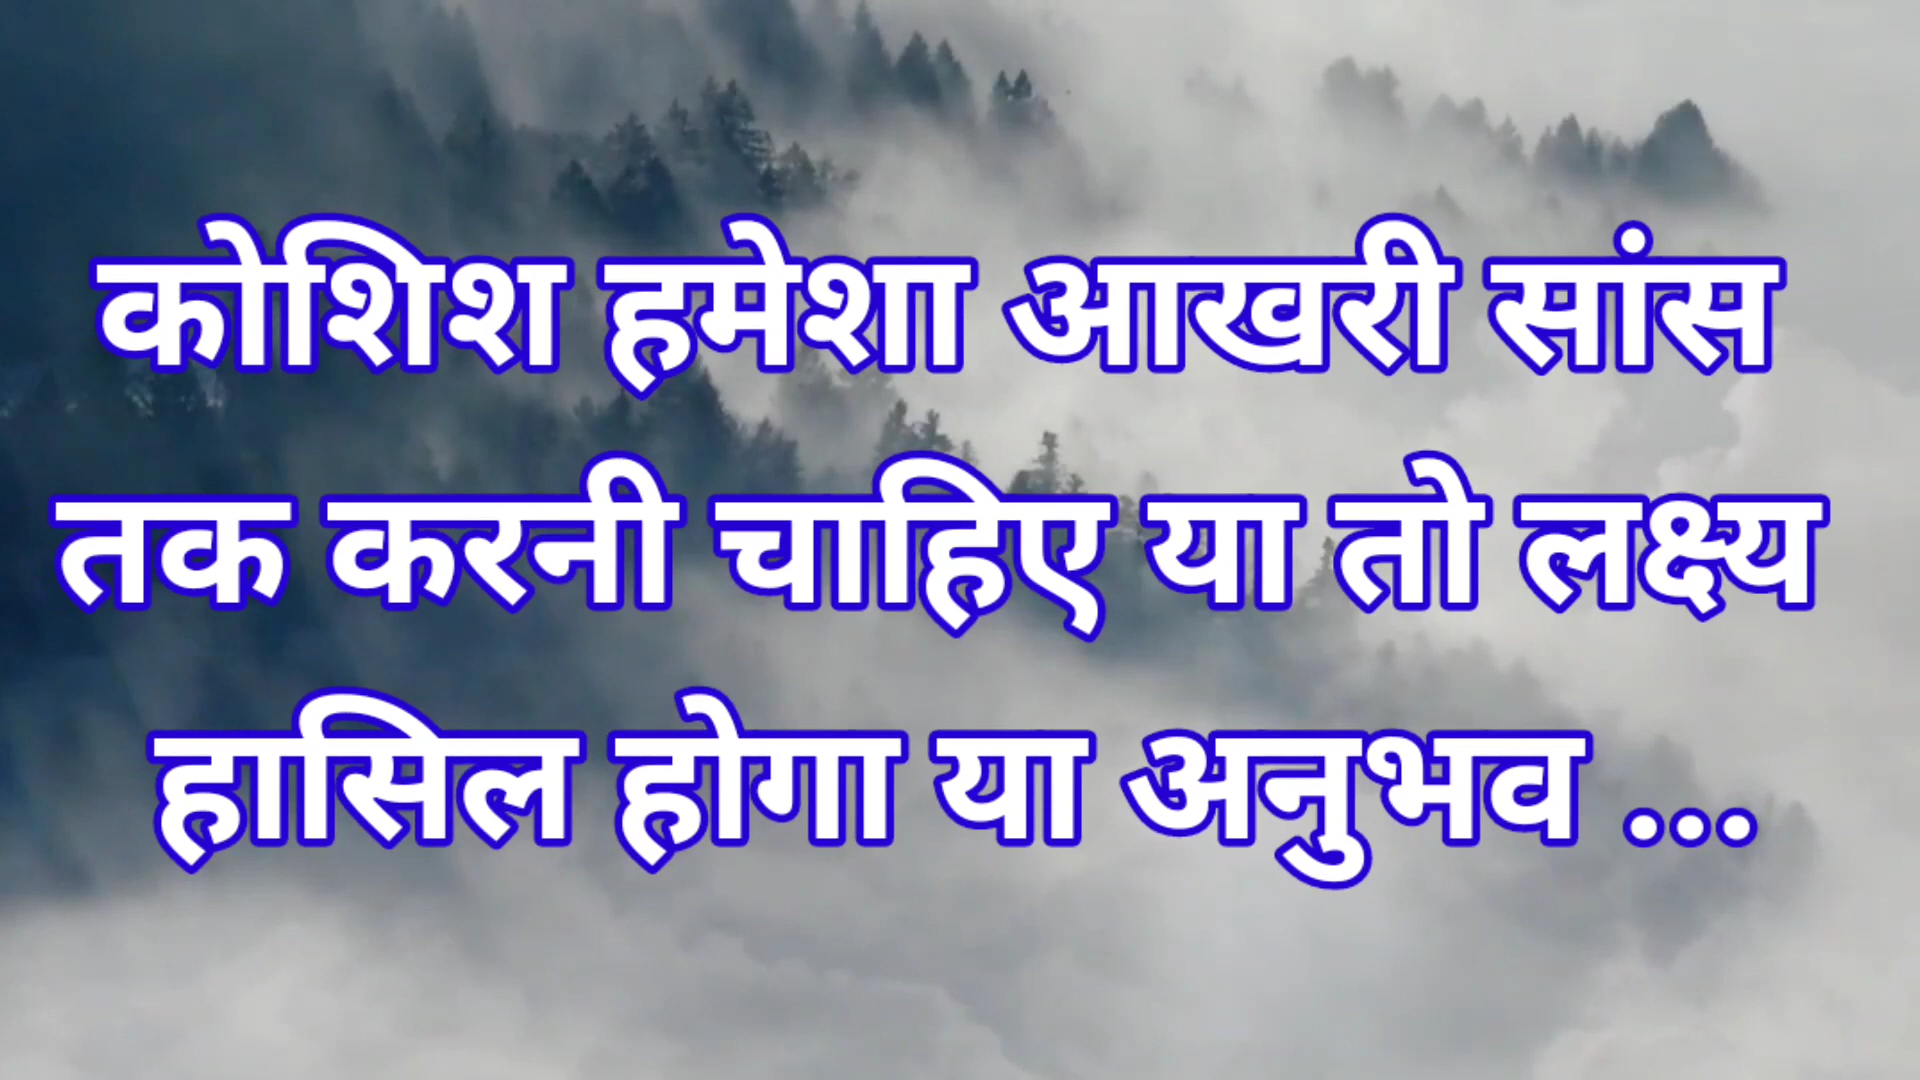 कोशिश हमेशा आखरी सांस
तक करनी चाहिए या तो लक्ष्य
हासिल होगा या अनुभव ...